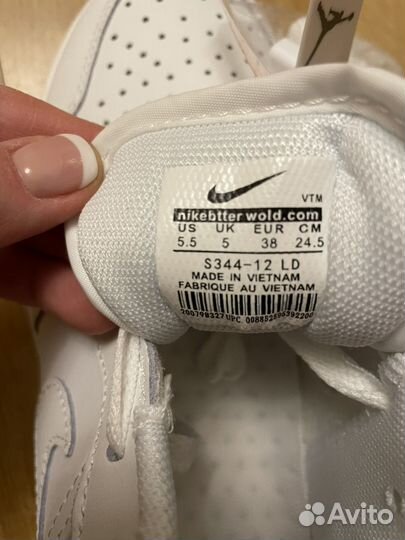 VTM
nikebtter wold.com
US UK EUR CM
5.5 5 38 24.5
S344-12 LD
MADE IN VIETNAM
FABRIQUE AU VIETNAM
Avito